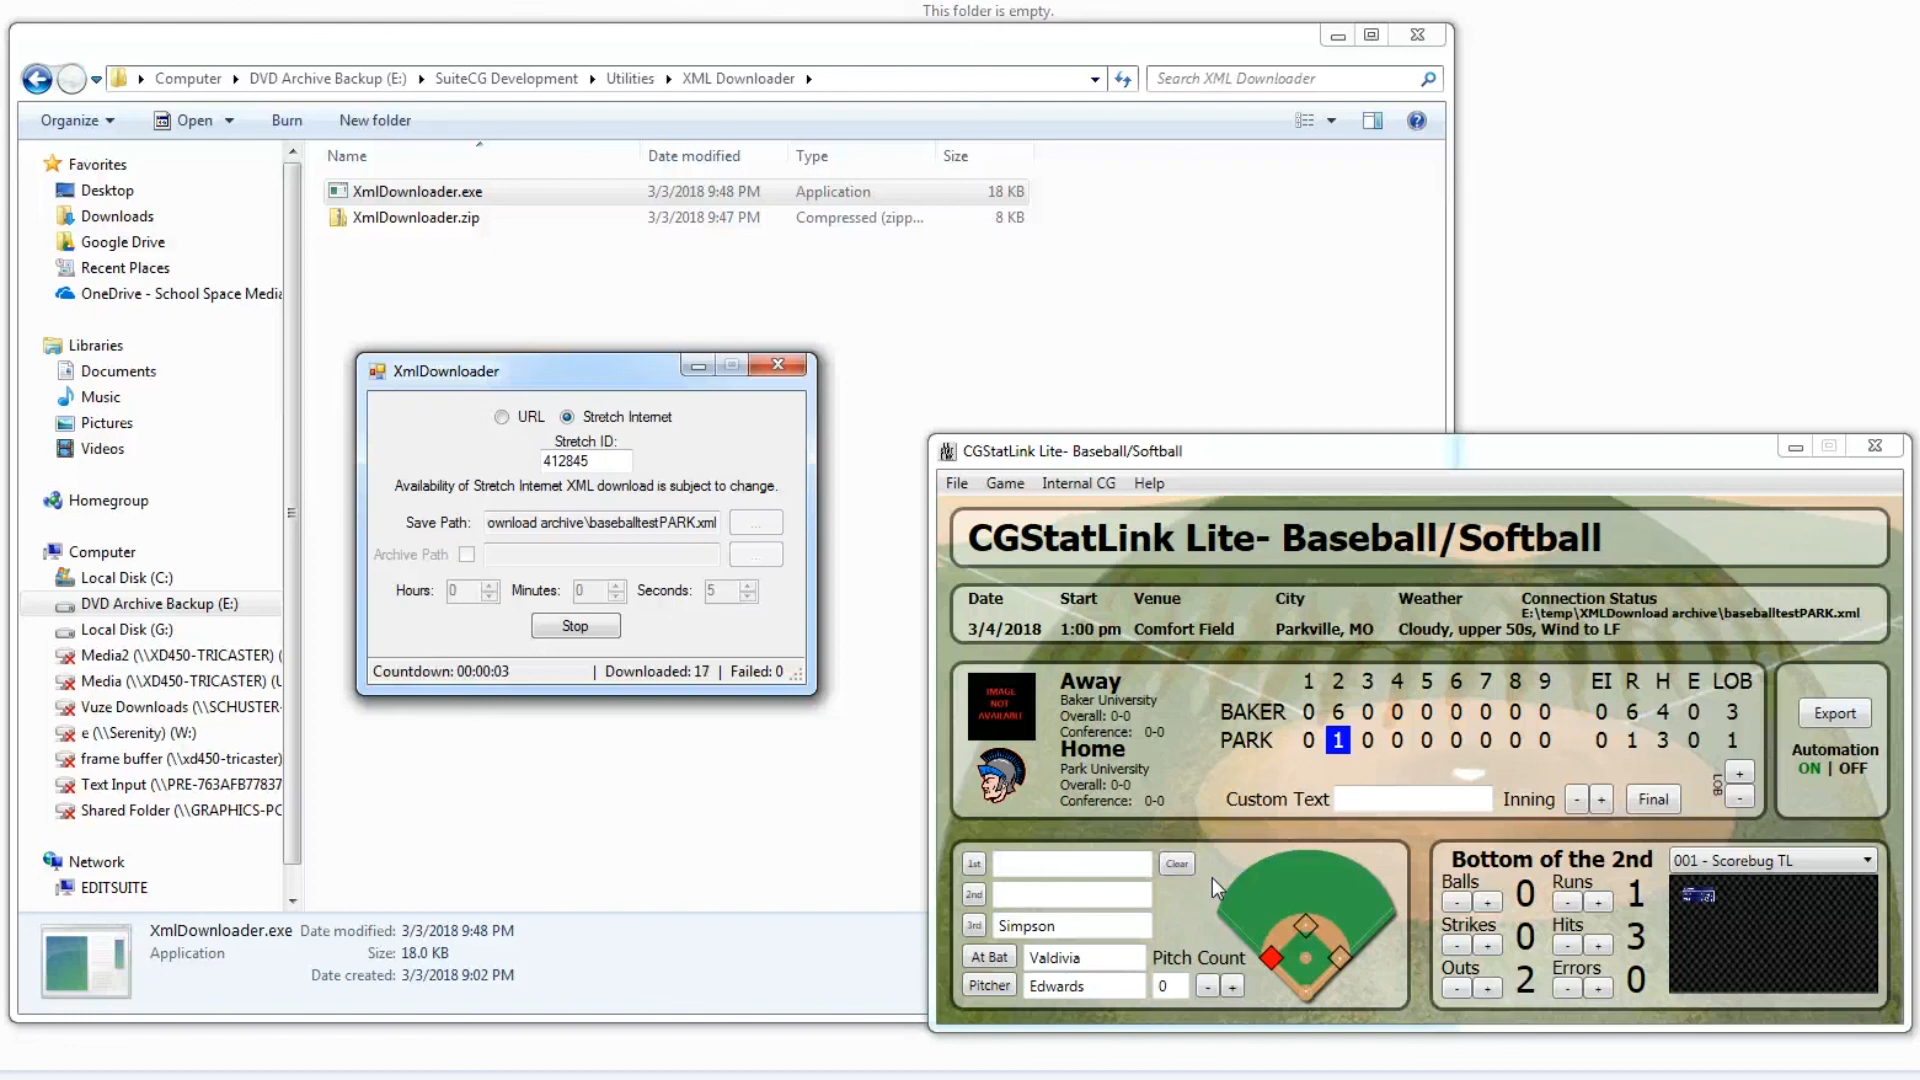 This folder is empty.
Computer DVD Archive Backup (E:) SuiteCG Development Utilities XML Downloader
Search XML Downloader
Organize Open Burn New folder
Name Date modified Type Size
XmlDownloader.exe 3/3/2018 9:48 PM Application 18 KB
XmlDownloader.zip 3/3/2018 9:47 PM Compressed (zipp... 8 KB
Favorites
Desktop
Downloads
Google Drive
Recent Places
OneDrive - School Space Media
Libraries
Documents
Music
Pictures
Videos
Homegroup
Computer
Local Disk (C:)
DVD Archive Backup (E:)
Local Disk (G:)
Media2 (\\XD450-TRICASTER) (
Media (\\XD450-TRICASTER) (U
Vuze Downloads (\\SCHUSTER-
e (\\Serenity) (W:)
frame buffer (\\xd450-tricaster)
Text Input (\\PRE-763AFB77837
Shared Folder (\\GRAPHICS-PC
Network
EDITSUITE
XmlDownloader.exe Date modified: 3/3/2018 9:48 PM
Application Size: 18.0 KB
Date created: 3/3/2018 9:02 PM
XmlDownloader
URL Stretch Internet
Stretch ID:
412845
Availability of Stretch Internet XML download is subject to change.
Save Path: ownload archive\baseballtestPARK.xml ...
Archive Path ...
Hours: 0 Minutes: 0 Seconds: 5
Stop
Countdown: 00:00:03 | Downloaded: 17 | Failed: 0
CGStatLink Lite- Baseball/Softball
File Game Internal CG Help
CGStatLink Lite- Baseball/Softball
Date Start Venue City Weather Connection Status
E:\temp\XMLDownload archive\baseballtestPARK.xml
3/4/2018 1:00 pm Comfort Field Parkville, MO Cloudy, upper 50s, Wind to LF
IMAGE
NOT
AVAILABLE
Away
Baker University
Overall: 0-0
Conference: 0-0
Home
Park University
Overall: 0-0
Conference: 0-0
1 2 3 4 5 6 7 8 9 EI R H E LOB
BAKER 0 6 0 0 0 0 0 0 0 0 6 4 0 3
PARK 0 1 0 0 0 0 0 0 0 0 1 3 0 1
Custom Text Inning - + Final
LOB + -
Export
Automation
ON | OFF
1st Clear
2nd
3rd Simpson
At Bat Valdivia Pitch Count
Pitcher Edwards 0 - +
Bottom of the 2nd
Balls - + 0 Runs - + 1
Strikes - + 0 Hits - + 3
Outs - + 2 Errors - + 0
001 - Scorebug TL